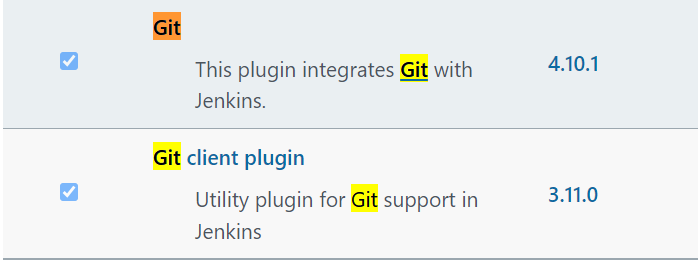 Git
This plugin integrates Git with
Jenkins.
4.10.1
Git client plugin
Utility plugin for Git support in
Jenkins
3.11.0